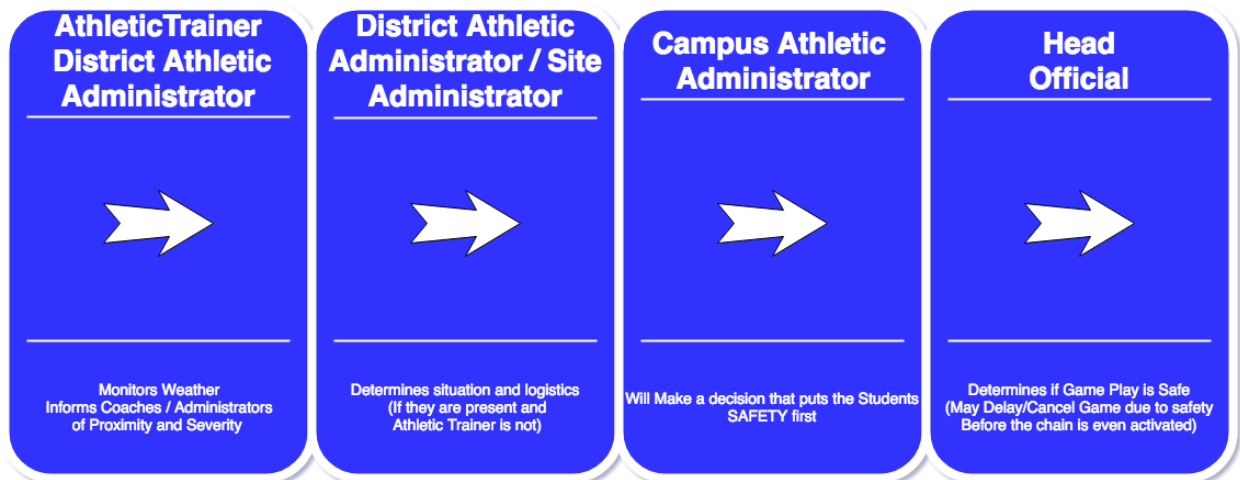 AthleticTrainer
District Athletic
Administrator
Monitors Weather
Informs Coaches / Administrators
of Proximity and Severity
District Athletic
Administrator / Site
Administrator
Determines situation and logistics
(If they are present and
Athletic Trainer is not)
Campus Athletic
Administrator
Will Make a decision that puts the Students
SAFETY first
Head
Official
Determines if Game Play is Safe
(May Delay/Cancel Game due to safety
Before the chain is even activated)